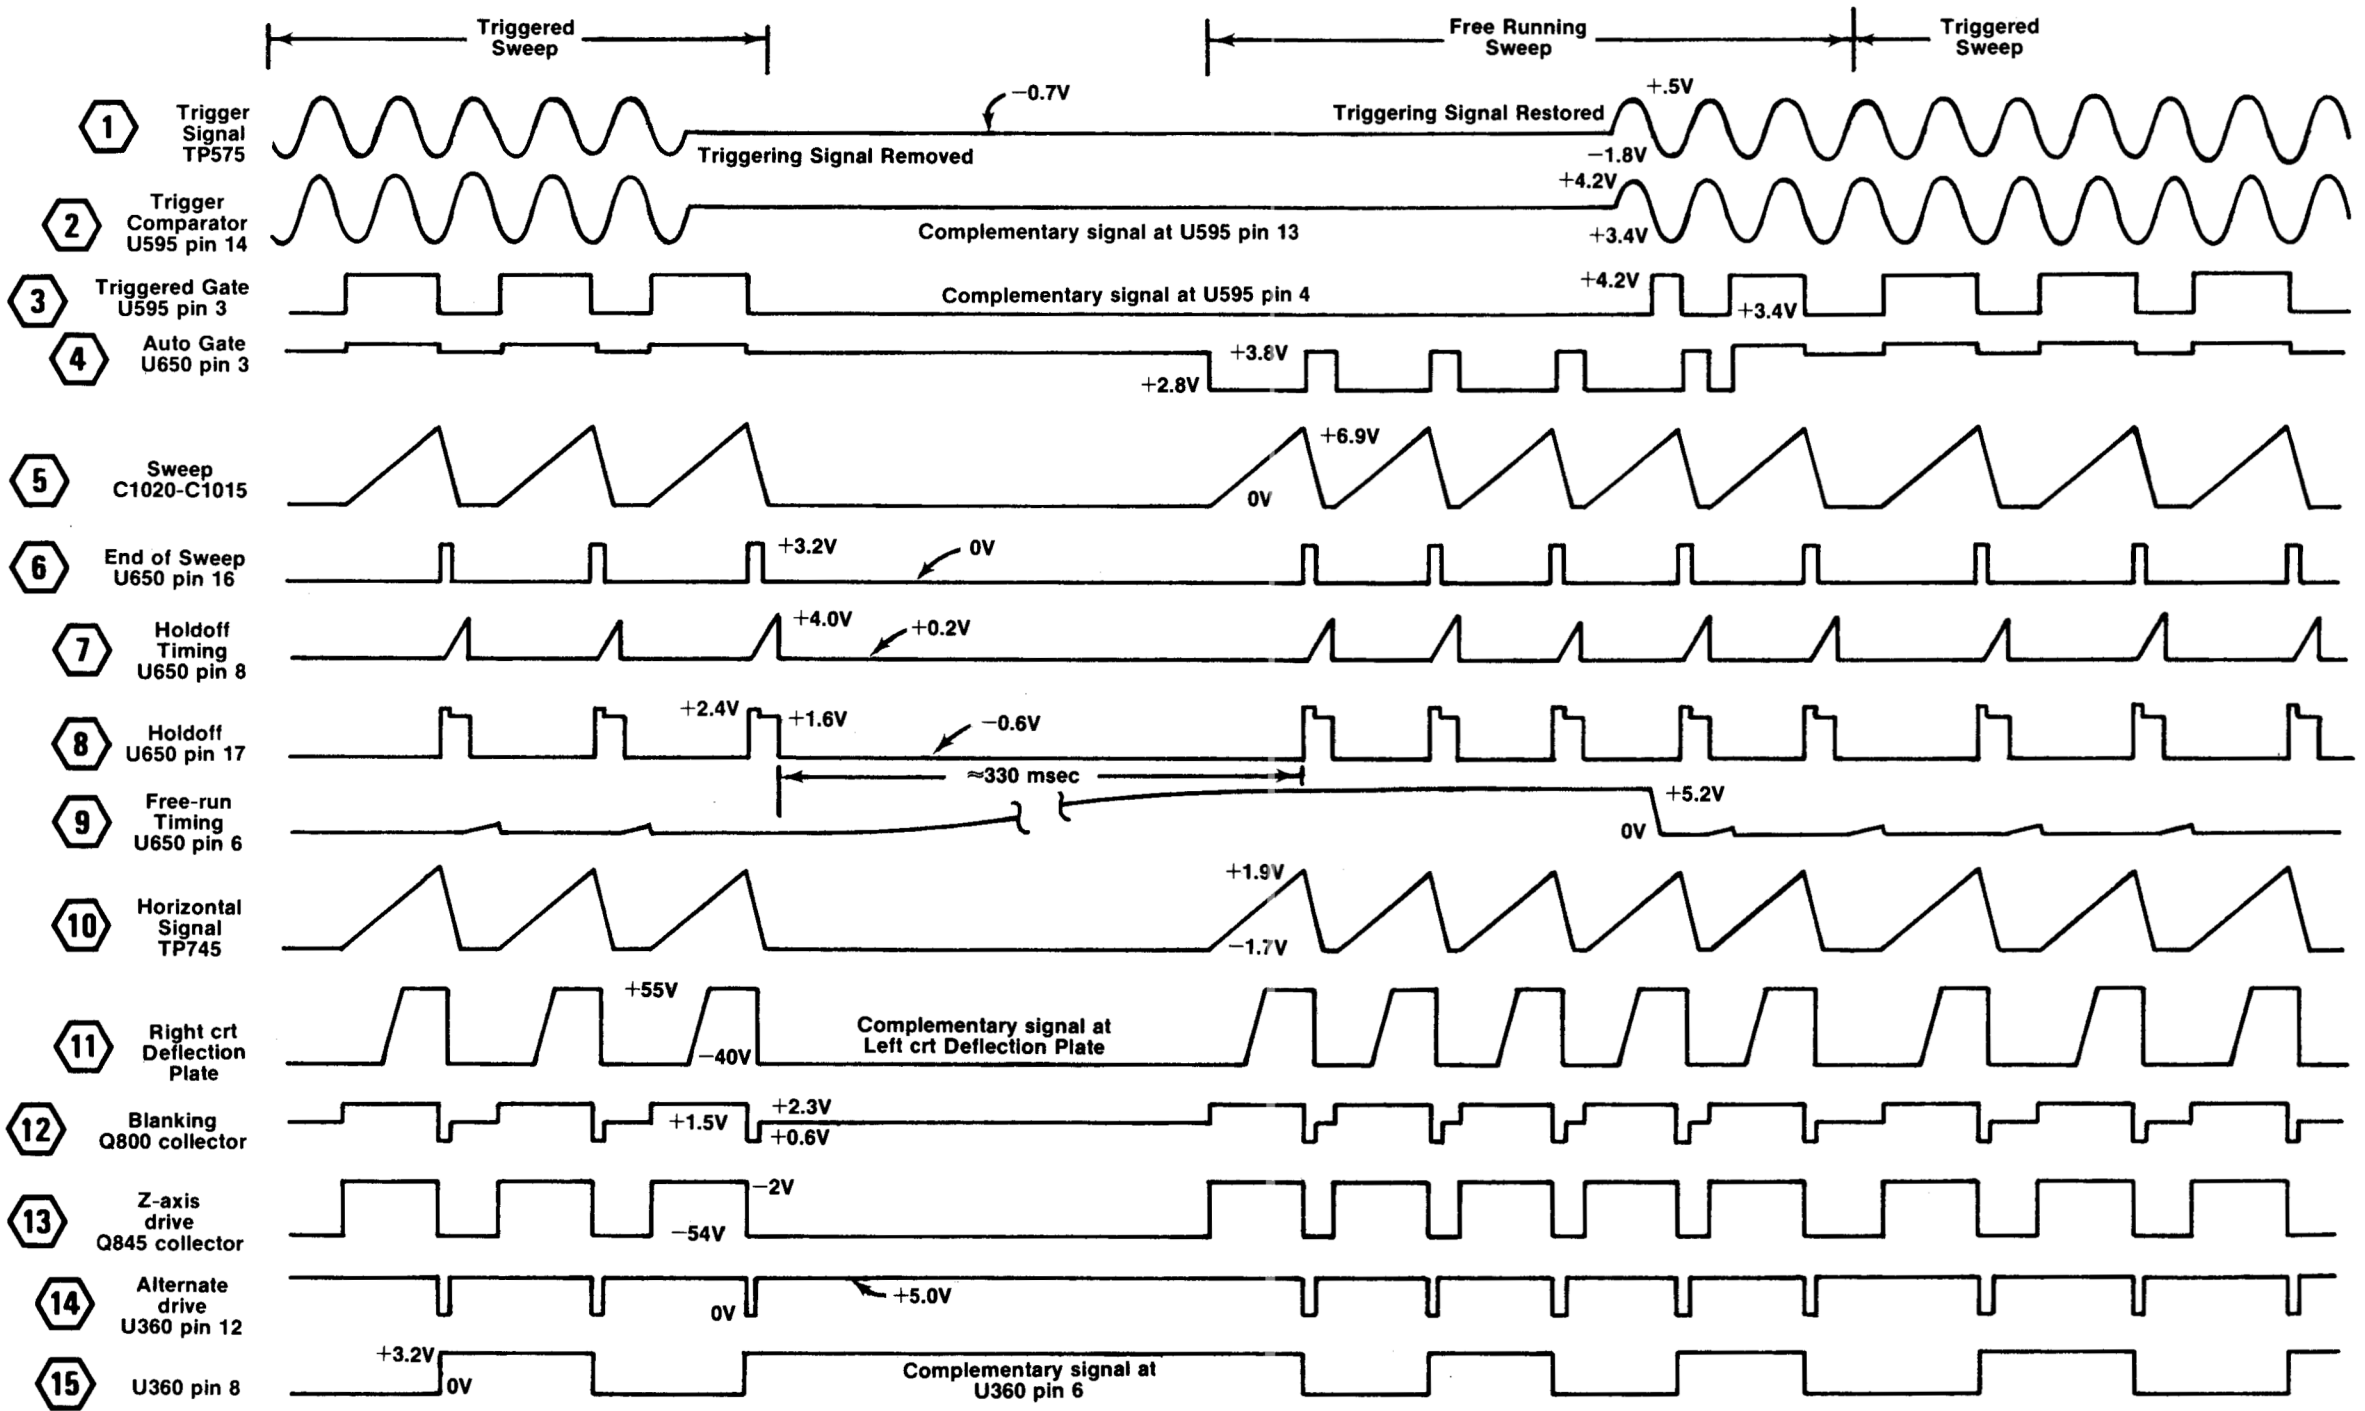 Triggered
Sweep
Free Running
Sweep
Triggered
Sweep
1
Trigger
Signal
TP575
−0.7V
Triggering Signal Removed
Triggering Signal Restored
+.5V
−1.8V
2
Trigger
Comparator
U595 pin 14
Complementary signal at U595 pin 13
+4.2V
+3.4V
3
Triggered Gate
U595 pin 3
Complementary signal at U595 pin 4
+4.2V
+3.4V
4
Auto Gate
U650 pin 3
+3.8V
+2.8V
5
Sweep
C1020-C1015
+6.9V
0V
6
End of Sweep
U650 pin 16
+3.2V
0V
7
Holdoff
Timing
U650 pin 8
+4.0V
+0.2V
8
Holdoff
U650 pin 17
+2.4V
+1.6V
−0.6V
≈330 msec
9
Free-run
Timing
U650 pin 6
+5.2V
0V
10
Horizontal
Signal
TP745
+1.9V
−1.7V
11
Right crt
Deflection
Plate
+55V
−40V
Complementary signal at
Left crt Deflection Plate
12
Blanking
Q800 collector
+1.5V
+2.3V
+0.6V
13
Z-axis
drive
Q845 collector
−2V
−54V
14
Alternate
drive
U360 pin 12
0V
+5.0V
15
U360 pin 8
+3.2V
0V
Complementary signal at
U360 pin 6